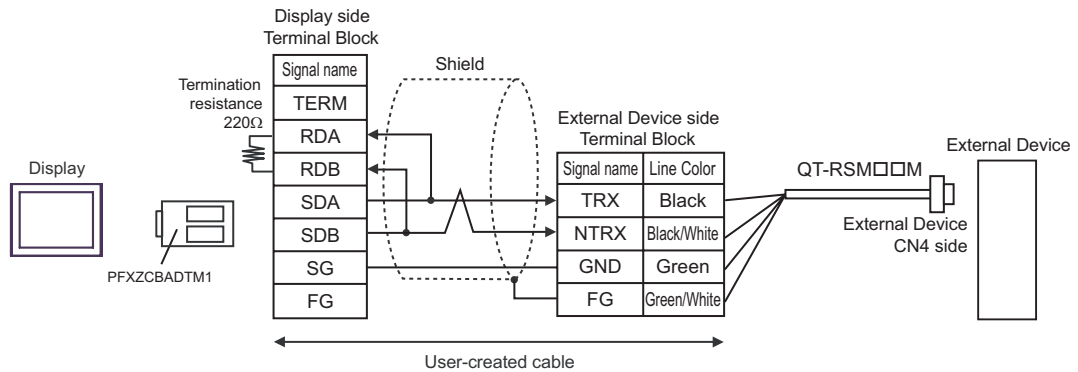 Display side
Terminal Block
Signal name
TERM
RDA
RDB
SDA
SDB
SG
FG
Termination
resistance
220Ω
Shield
Display
PFXZCBADTM1
External Device side
Terminal Block
Signal name Line Color
TRX Black
NTRX Black/White
GND Green
FG Green/White
QT-RSM□□M
External Device
External Device
CN4 side
User-created cable